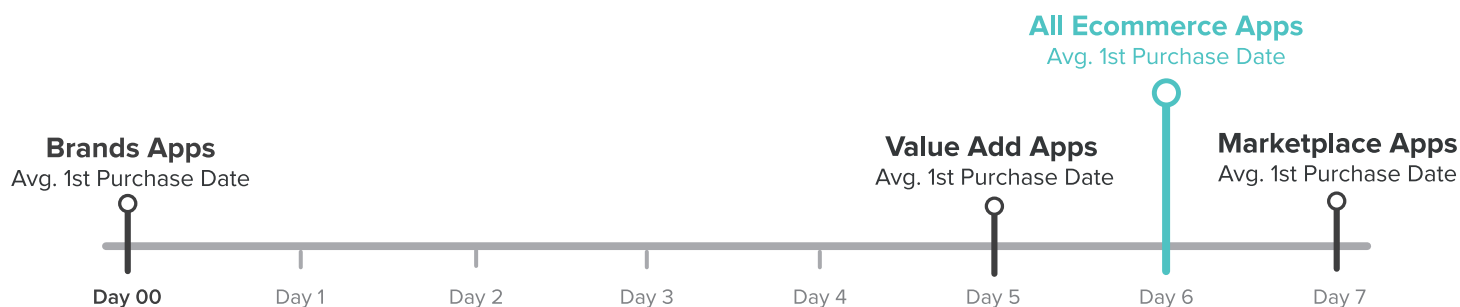 All Ecommerce Apps
Avg. 1st Purchase Date
Brands Apps
Avg. 1st Purchase Date
Value Add Apps
Avg. 1st Purchase Date
Marketplace Apps
Avg. 1st Purchase Date
Day 00
Day 1
Day 2
Day 3
Day 4
Day 5
Day 6
Day 7